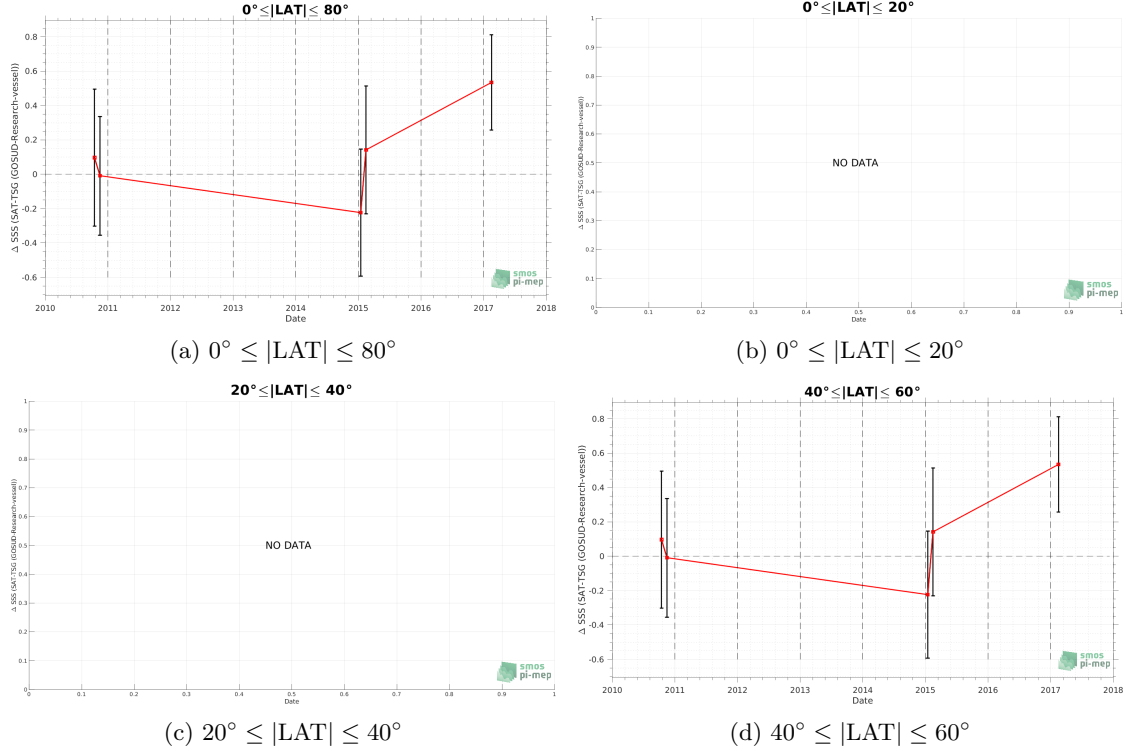 0°≤|LAT|≤ 80°
Δ SSS (SAT-TSG (GOSUD-Research-vessel))
0.8
0.6
0.4
0.2
0
-0.2
-0.4
-0.6
2010 2011 2012 2013 2014 2015 2016 2017 2018
Date
smos
pi-mep
(a) 0° ≤ |LAT| ≤ 80°
0°≤|LAT|≤ 20°
Δ SSS (SAT-TSG (GOSUD-Research-vessel))
1
0.9
0.8
0.7
0.6
0.5
0.4
0.3
0.2
0.1
0
NO DATA
0 0.1 0.2 0.3 0.4 0.5 0.6 0.7 0.8 0.9 1
Date
smos
pi-mep
(b) 0° ≤ |LAT| ≤ 20°
20°≤|LAT|≤ 40°
Δ SSS (SAT-TSG (GOSUD-Research-vessel))
1
0.9
0.8
0.7
0.6
0.5
0.4
0.3
0.2
0.1
0
NO DATA
0 0.1 0.2 0.3 0.4 0.5 0.6 0.7 0.8 0.9 1
Date
smos
pi-mep
(c) 20° ≤ |LAT| ≤ 40°
40°≤|LAT|≤ 60°
Δ SSS (SAT-TSG (GOSUD-Research-vessel))
0.8
0.6
0.4
0.2
0
-0.2
-0.4
-0.6
2010 2011 2012 2013 2014 2015 2016 2017 2018
Date
smos
pi-mep
(d) 40° ≤ |LAT| ≤ 60°